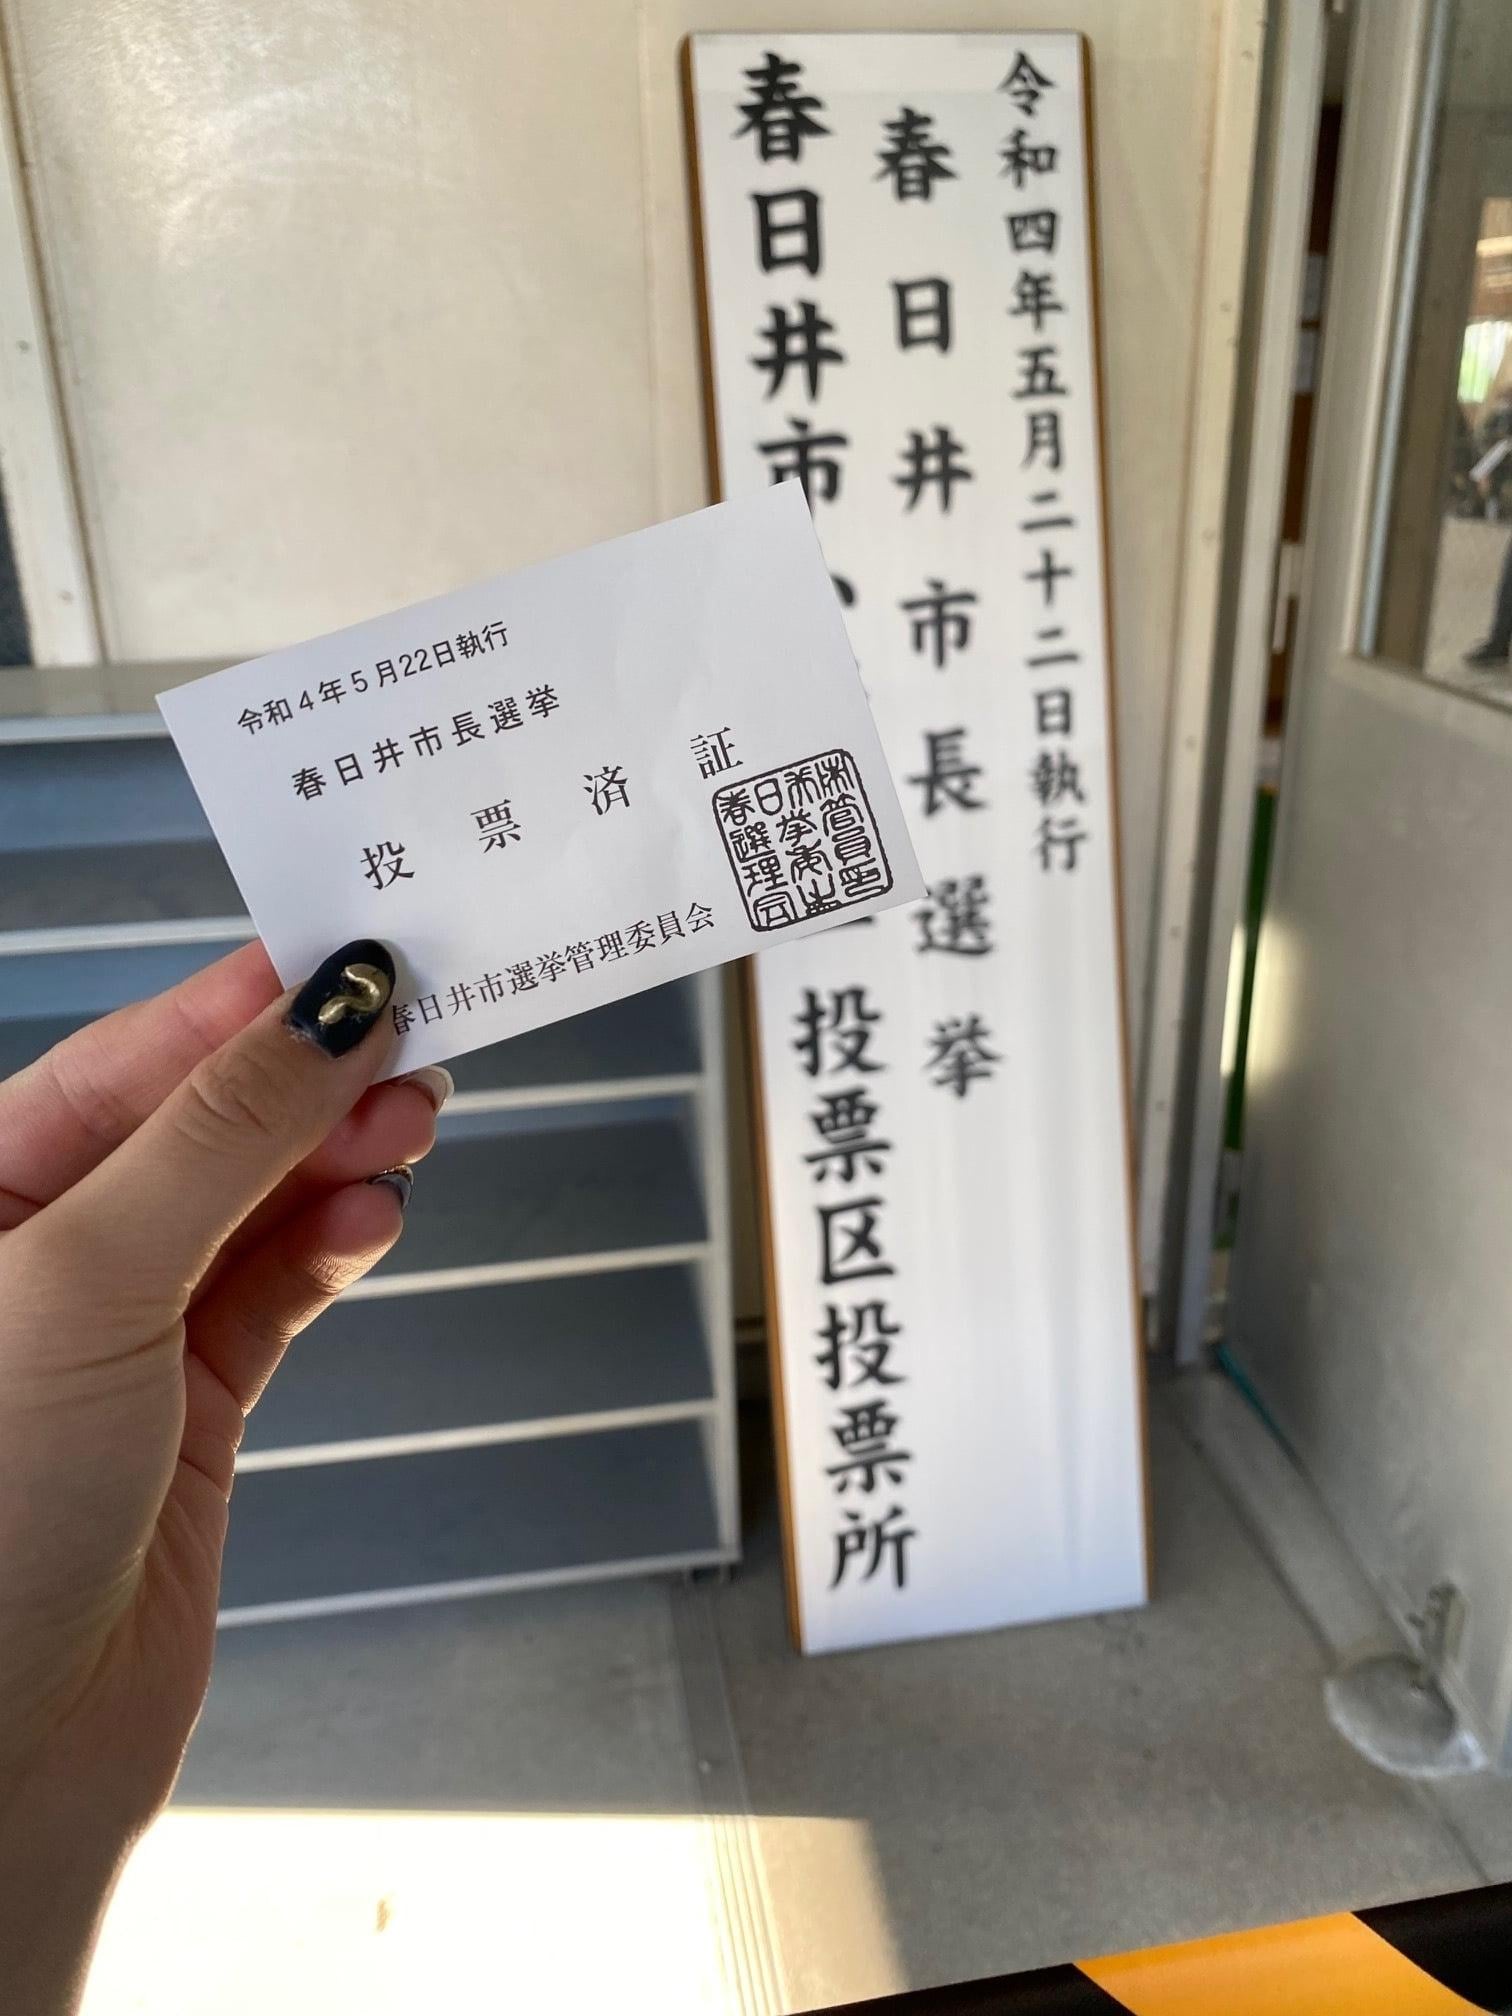 令和四年五月二十二日執行
春日井市長選挙
春日井市
投票区投票所
令和4年5月22日執行
春日井市長選挙
投票済証
春日井市選挙管理委員会